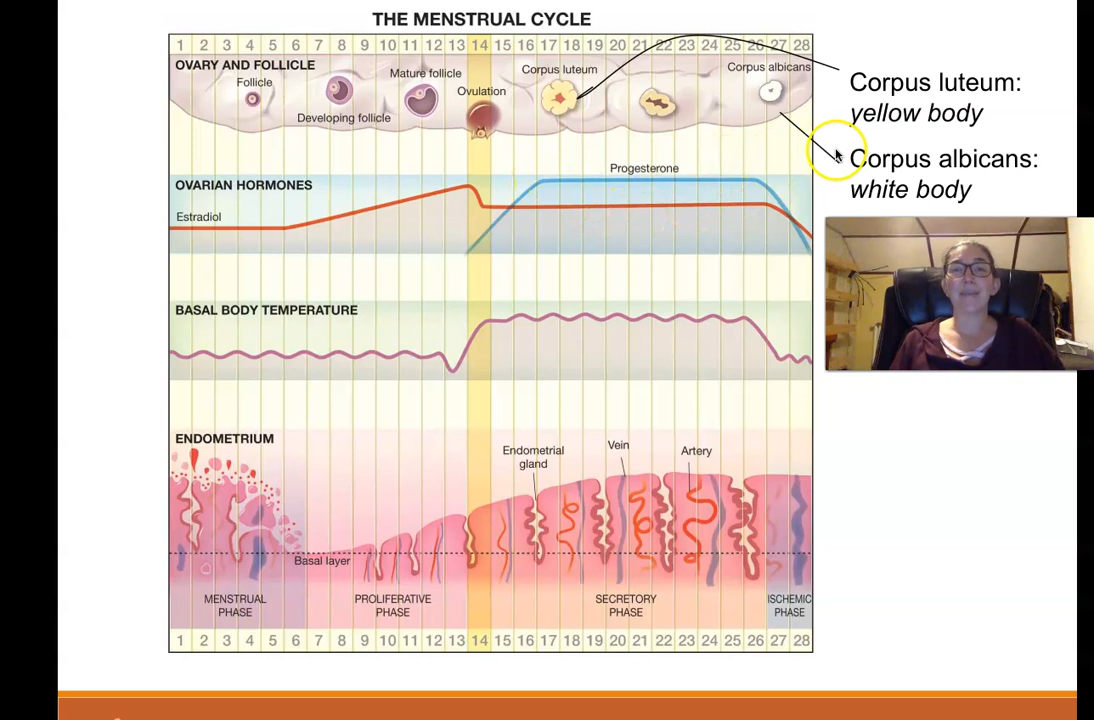 THE MENSTRUAL CYCLE
1 2 3 4 5 6 7 8 9 10 11 12 13 14 15 16 17 18 19 20 21 22 23 24 25 26 27 28
OVARY AND FOLLICLE
Follicle
Developing follicle
Mature follicle
Ovulation
Corpus luteum
Corpus albicans
Corpus luteum:
yellow body
Corpus albicans:
white body
OVARIAN HORMONES
Estradiol
Progesterone
BASAL BODY TEMPERATURE
ENDOMETRIUM
Endometrial
gland
Vein
Artery
Basal layer
MENSTRUAL
PHASE
PROLIFERATIVE
PHASE
SECRETORY
PHASE
ISCHEMIC
PHASE
1 2 3 4 5 6 7 8 9 10 11 12 13 14 15 16 17 18 19 20 21 22 23 24 25 26 27 28